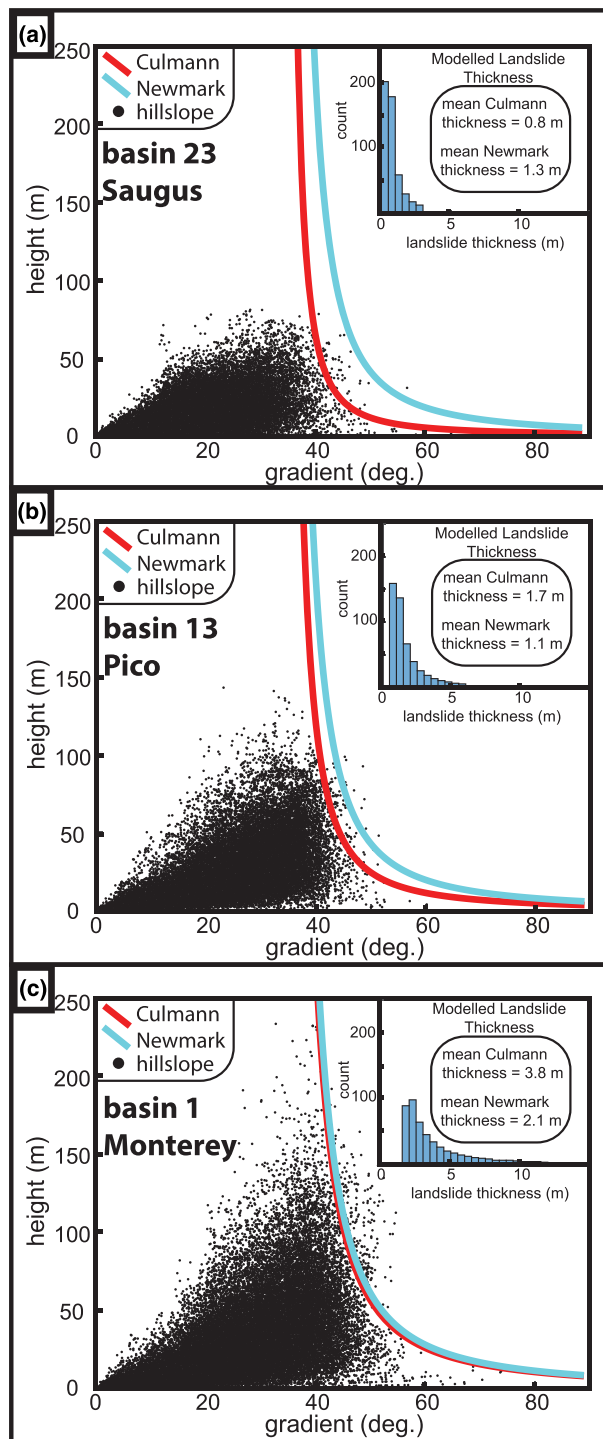 (a)
250
200
150
100
50
0
height (m)
Culmann
Newmark
hillslope
basin 23
Saugus
Modelled Landslide
Thickness
mean Culmann
thickness = 0.8 m
mean Newmark
thickness = 1.3 m
200
100
count
0
5
10
landslide thickness (m)
0
20
40
60
80
gradient (deg.)
(b)
250
200
150
100
50
0
height (m)
Culmann
Newmark
hillslope
basin 13
Pico
Modelled Landslide
Thickness
mean Culmann
thickness = 1.7 m
mean Newmark
thickness = 1.1 m
200
100
count
0
5
10
landslide thickness (m)
0
20
40
60
80
gradient (deg.)
(c)
250
200
150
100
50
0
height (m)
Culmann
Newmark
hillslope
basin 1
Monterey
Modelled Landslide
Thickness
mean Culmann
thickness = 3.8 m
mean Newmark
thickness = 2.1 m
200
100
count
0
5
10
landslide thickness (m)
0
20
40
60
80
gradient (deg.)